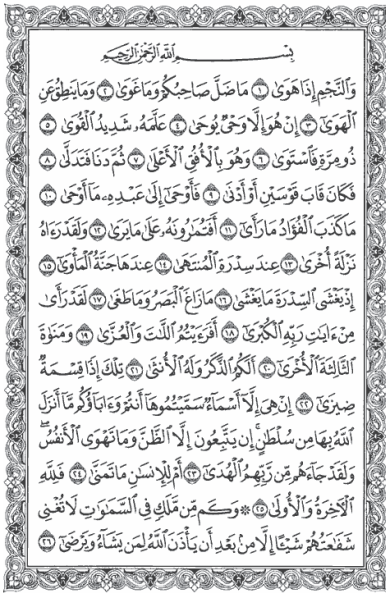 بِسْمِ ٱللَّهِ ٱلرَّحْمَٰنِ ٱلرَّحِيمِ
وَٱلنَّجْمِ إِذَا هَوَىٰ ١ مَا ضَلَّ صَاحِبُكُمْ وَمَا غَوَىٰ ٢ وَمَا يَنطِقُ عَنِ
ٱلْهَوَىٰٓ ٣ إِنْ هُوَ إِلَّا وَحْىٌ يُوحَىٰ ٤ عَلَّمَهُۥ شَدِيدُ ٱلْقُوَىٰ ٥
ذُو مِرَّةٍ فَٱسْتَوَىٰ ٦ وَهُوَ بِٱلْأُفُقِ ٱلْأَعْلَىٰ ٧ ثُمَّ دَنَا فَتَدَلَّىٰ ٨
فَكَانَ قَابَ قَوْسَيْنِ أَوْ أَدْنَىٰ ٩ فَأَوْحَىٰٓ إِلَىٰ عَبْدِهِۦ مَآ أَوْحَىٰ ١٠
مَا كَذَبَ ٱلْفُؤَادُ مَا رَأَىٰٓ ١١ أَفَتُمَٰرُونَهُۥ عَلَىٰ مَا يَرَىٰ ١٢ وَلَقَدْ رَءَاهُ
نَزْلَةً أُخْرَىٰ ١٣ عِندَ سِدْرَةِ ٱلْمُنتَهَىٰ ١٤ عِندَهَا جَنَّةُ ٱلْمَأْوَىٰٓ ١٥
إِذْ يَغْشَى ٱلسِّدْرَةَ مَا يَغْشَىٰ ١٦ مَا زَاغَ ٱلْبَصَرُ وَمَا طَغَىٰ ١٧ لَقَدْ رَأَىٰ
مِنْ ءَايَٰتِ رَبِّهِ ٱلْكُبْرَىٰٓ ١٨ أَفَرَءَيْتُمُ ٱللَّٰتَ وَٱلْعُزَّىٰ ١٩ وَمَنَوٰةَ
ٱلثَّالِثَةَ ٱلْأُخْرَىٰٓ ٢٠ أَلَكُمُ ٱلذَّكَرُ وَلَهُ ٱلْأُنثَىٰ ٢١ تِلْكَ إِذًا قِسْمَةٌ
ضِيزَىٰٓ ٢٢ إِنْ هِىَ إِلَّآ أَسْمَآءٌ سَمَّيْتُمُوهَآ أَنتُمْ وَءَابَآؤُكُم مَّآ أَنزَلَ
ٱللَّهُ بِهَا مِن سُلْطَٰنٍ ۚ إِن يَتَّبِعُونَ إِلَّا ٱلظَّنَّ وَمَا تَهْوَى ٱلْأَنفُسُ ۖ
وَلَقَدْ جَآءَهُم مِّن رَّبِّهِمُ ٱلْهُدَىٰٓ ٢٣ أَمْ لِلْإِنسَٰنِ مَا تَمَنَّىٰ ٢٤ فَلِلَّهِ
ٱلْءَاخِرَةُ وَٱلْأُولَىٰ ٢٥ ۞ وَكَم مِّن مَّلَكٍ فِى ٱلسَّمَٰوَٰتِ لَا تُغْنِى
شَفَٰعَتُهُمْ شَيْـًٔا إِلَّا مِنۢ بَعْدِ أَن يَأْذَنَ ٱللَّهُ لِمَن يَشَآءُ وَيَرْضَىٰٓ ٢٦